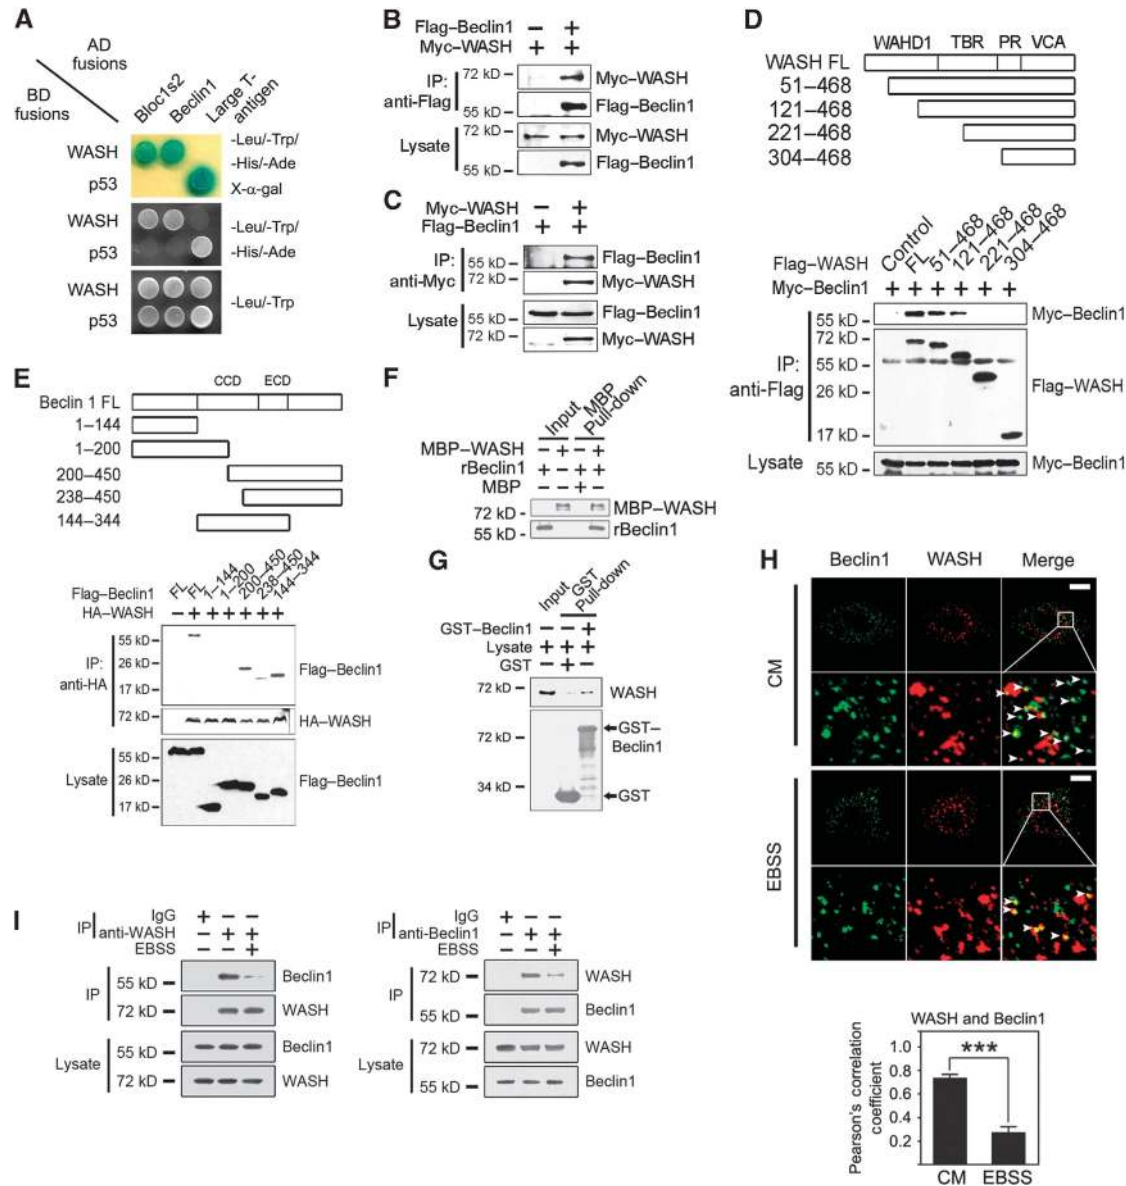 A
AD
fusions
BD
fusions
Bloc1s2
Beclin1
Large T-
antigen
WASH
p53
-Leu/-Trp/
-His/-Ade
X-α-gal
WASH
p53
-Leu/-Trp/
-His/-Ade
WASH
p53
-Leu/-Trp
B
Flag–Beclin1 – +
Myc–WASH + +
IP:
anti-Flag
72 kD
Myc–WASH
55 kD
Flag–Beclin1
Lysate
72 kD
Myc–WASH
55 kD
Flag–Beclin1
C
Myc–WASH – +
Flag–Beclin1 + +
IP:
anti-Myc
55 kD
Flag–Beclin1
72 kD
Myc–WASH
Lysate
55 kD
Flag–Beclin1
72 kD
Myc–WASH
D
WAHD1 TBR PR VCA
WASH FL
51–468
121–468
221–468
304–468
Flag–WASH
Control
FL
51–468
121–468
221–468
304–468
Myc–Beclin1 + + + + + +
IP:
anti-Flag
55 kD
Myc–Beclin1
72 kD
55 kD
26 kD
17 kD
Flag–WASH
Lysate
55 kD
Myc–Beclin1
E
CCD ECD
Beclin 1 FL
1–144
1–200
200–450
238–450
144–344
Flag–Beclin1
FL
FL
1–144
1–200
200–450
238–450
144–344
HA–WASH – + + + + + +
IP:
anti-HA
55 kD
26 kD
17 kD
Flag–Beclin1
72 kD
HA–WASH
Lysate
55 kD
26 kD
17 kD
Flag–Beclin1
F
Input
MBP
Pull-down
MBP–WASH – + – +
rBeclin1 + – + +
MBP – – + –
72 kD
MBP–WASH
55 kD
rBeclin1
G
Input
GST
Pull-down
GST–Beclin1 – – +
Lysate + + +
GST – + –
72 kD
WASH
72 kD
GST–
Beclin1
34 kD
GST
H
Beclin1 WASH Merge
CM
EBSS
WASH and Beclin1
Pearson's correlation
coefficient
1.0
0.8
0.6
0.4
0.2
***
CM EBSS
I
IP
IgG + – –
anti-WASH – + +
EBSS – – +
IP
55 kD
Beclin1
72 kD
WASH
Lysate
55 kD
Beclin1
72 kD
WASH
IP
IgG + – –
anti-Beclin1 – + +
EBSS – – +
IP
72 kD
WASH
55 kD
Beclin1
Lysate
72 kD
WASH
55 kD
Beclin1